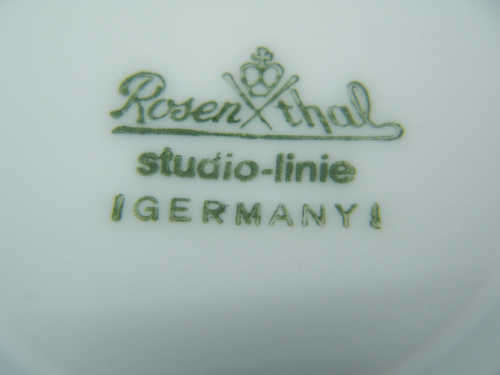 Rosenthal
studio-linie
GERMANY